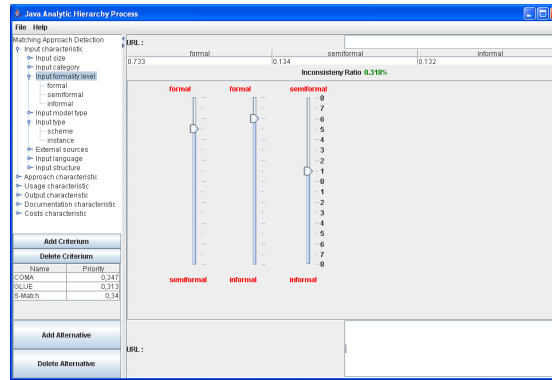 Java Analytic Hierarchy Process
File Help
Matching Approach Detection
Input characteristic
Input size
Input category
Input formality level
formal
semiformal
informal
Input model type
Input type
scheme
instance
External sources
Input language
Input structure
Approach characteristic
Usage characteristic
Output characteristic
Documentation characteristic
Costs characteristic
Add Criterium
Delete Criterium
Name Priority
COMA 0,347
GLUE 0,313
S-Match 0,34
Add Alternative
Delete Alternative
URL :
formal semiformal informal
0.733 0.134 0.132
Inconsisteny Ratio 0.318%
formal formal semiformal
8
7
6
5
4
3
2
1
0
1
2
3
4
5
6
7
8
semiformal informal informal
URL :